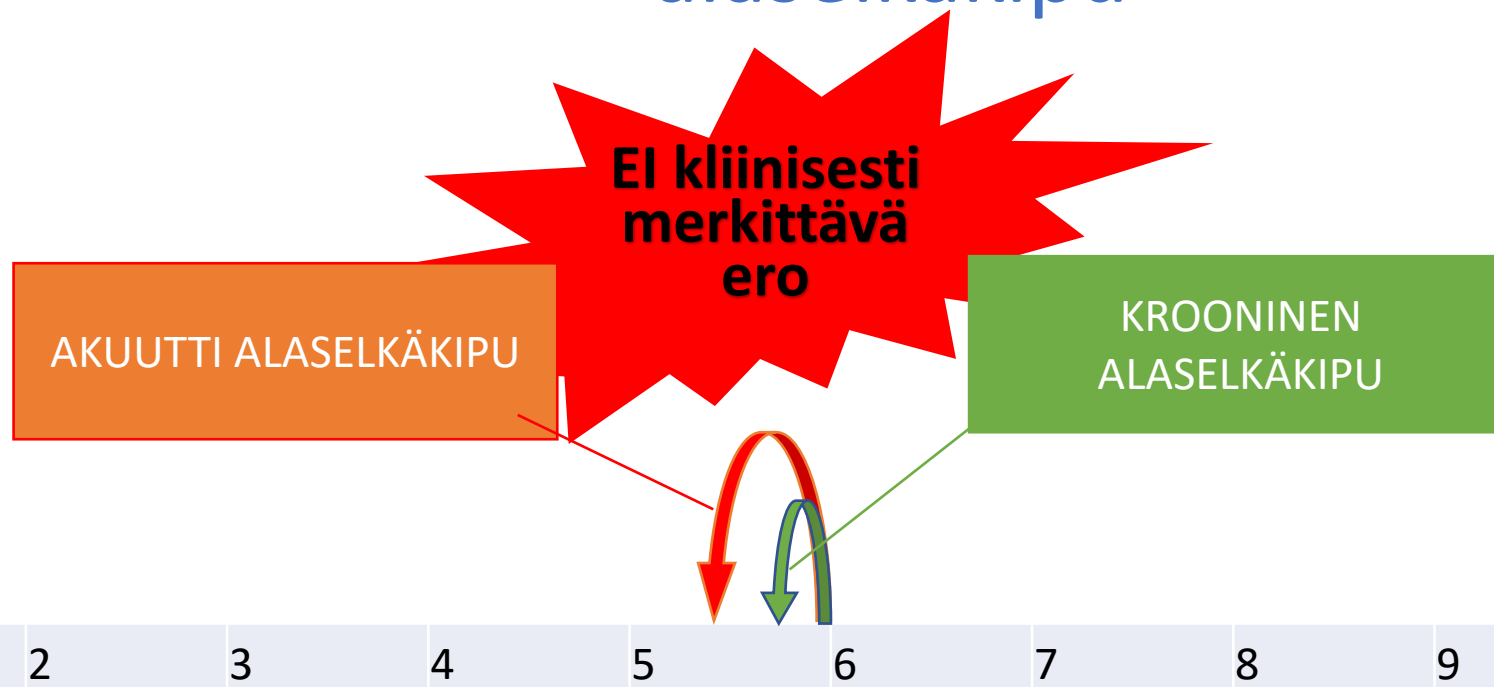 EI kliinisesti
merkittävä
ero
AKUUTTI ALASELKÄKIPU
KROONINEN
ALASELKÄKIPU
2 3 4 5 6 7 8 9